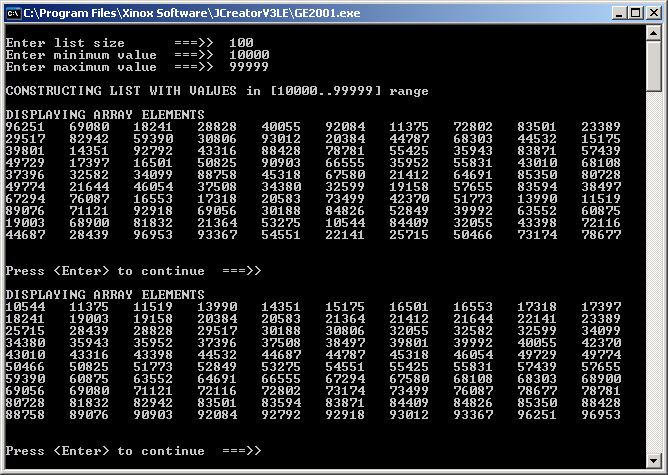 C:\Program Files\Xinox Software\JCreatorV3LE\GE2001.exe
Enter list size ===>> 100
Enter minimum value ===>> 10000
Enter maximum value ===>> 99999
CONSTRUCTING LIST WITH VALUES in [10000..99999] range
DISPLAYING ARRAY ELEMENTS
96251 69080 18241 28828 40055 92084 11375 72802 83501 23389
29517 82942 59390 30806 93012 20384 44787 68303 44532 15175
39801 14351 92792 43316 88428 78781 55425 35943 83871 57439
49729 17397 16501 50825 90903 66555 35952 55831 43010 68108
37396 32582 34099 88758 45318 67580 21412 64691 85350 80728
49774 21644 46054 37508 34380 32599 19158 57655 83594 38497
67294 76087 16553 17318 20583 73499 42370 51773 13990 11519
89076 71121 92918 69056 30188 84826 52849 39992 63552 60875
19003 68900 81832 21364 53275 10544 84409 32055 43398 72116
44687 28439 96953 93367 54551 22141 25715 50466 73174 78677
Press <Enter> to continue ===>>
DISPLAYING ARRAY ELEMENTS
10544 11375 11519 13990 14351 15175 16501 16553 17318 17397
18241 19003 19158 20384 20583 21364 21412 21644 22141 23389
25715 28439 28828 29517 30188 30806 32055 32582 32599 34099
34380 35943 35952 37396 37508 38497 39801 39992 40055 42370
43010 43316 43398 44532 44687 44787 45318 46054 49729 49774
50466 50825 51773 52849 53275 54551 55425 55831 57439 57655
59390 60875 63552 64691 66555 67294 67580 68108 68303 68900
69056 69080 71121 72116 72802 73174 73499 76087 78677 78781
80728 81832 82942 83501 83594 83871 84409 84826 85350 88428
88758 89076 90903 92084 92792 92918 93012 93367 96251 96953
Press <Enter> to continue ===>>